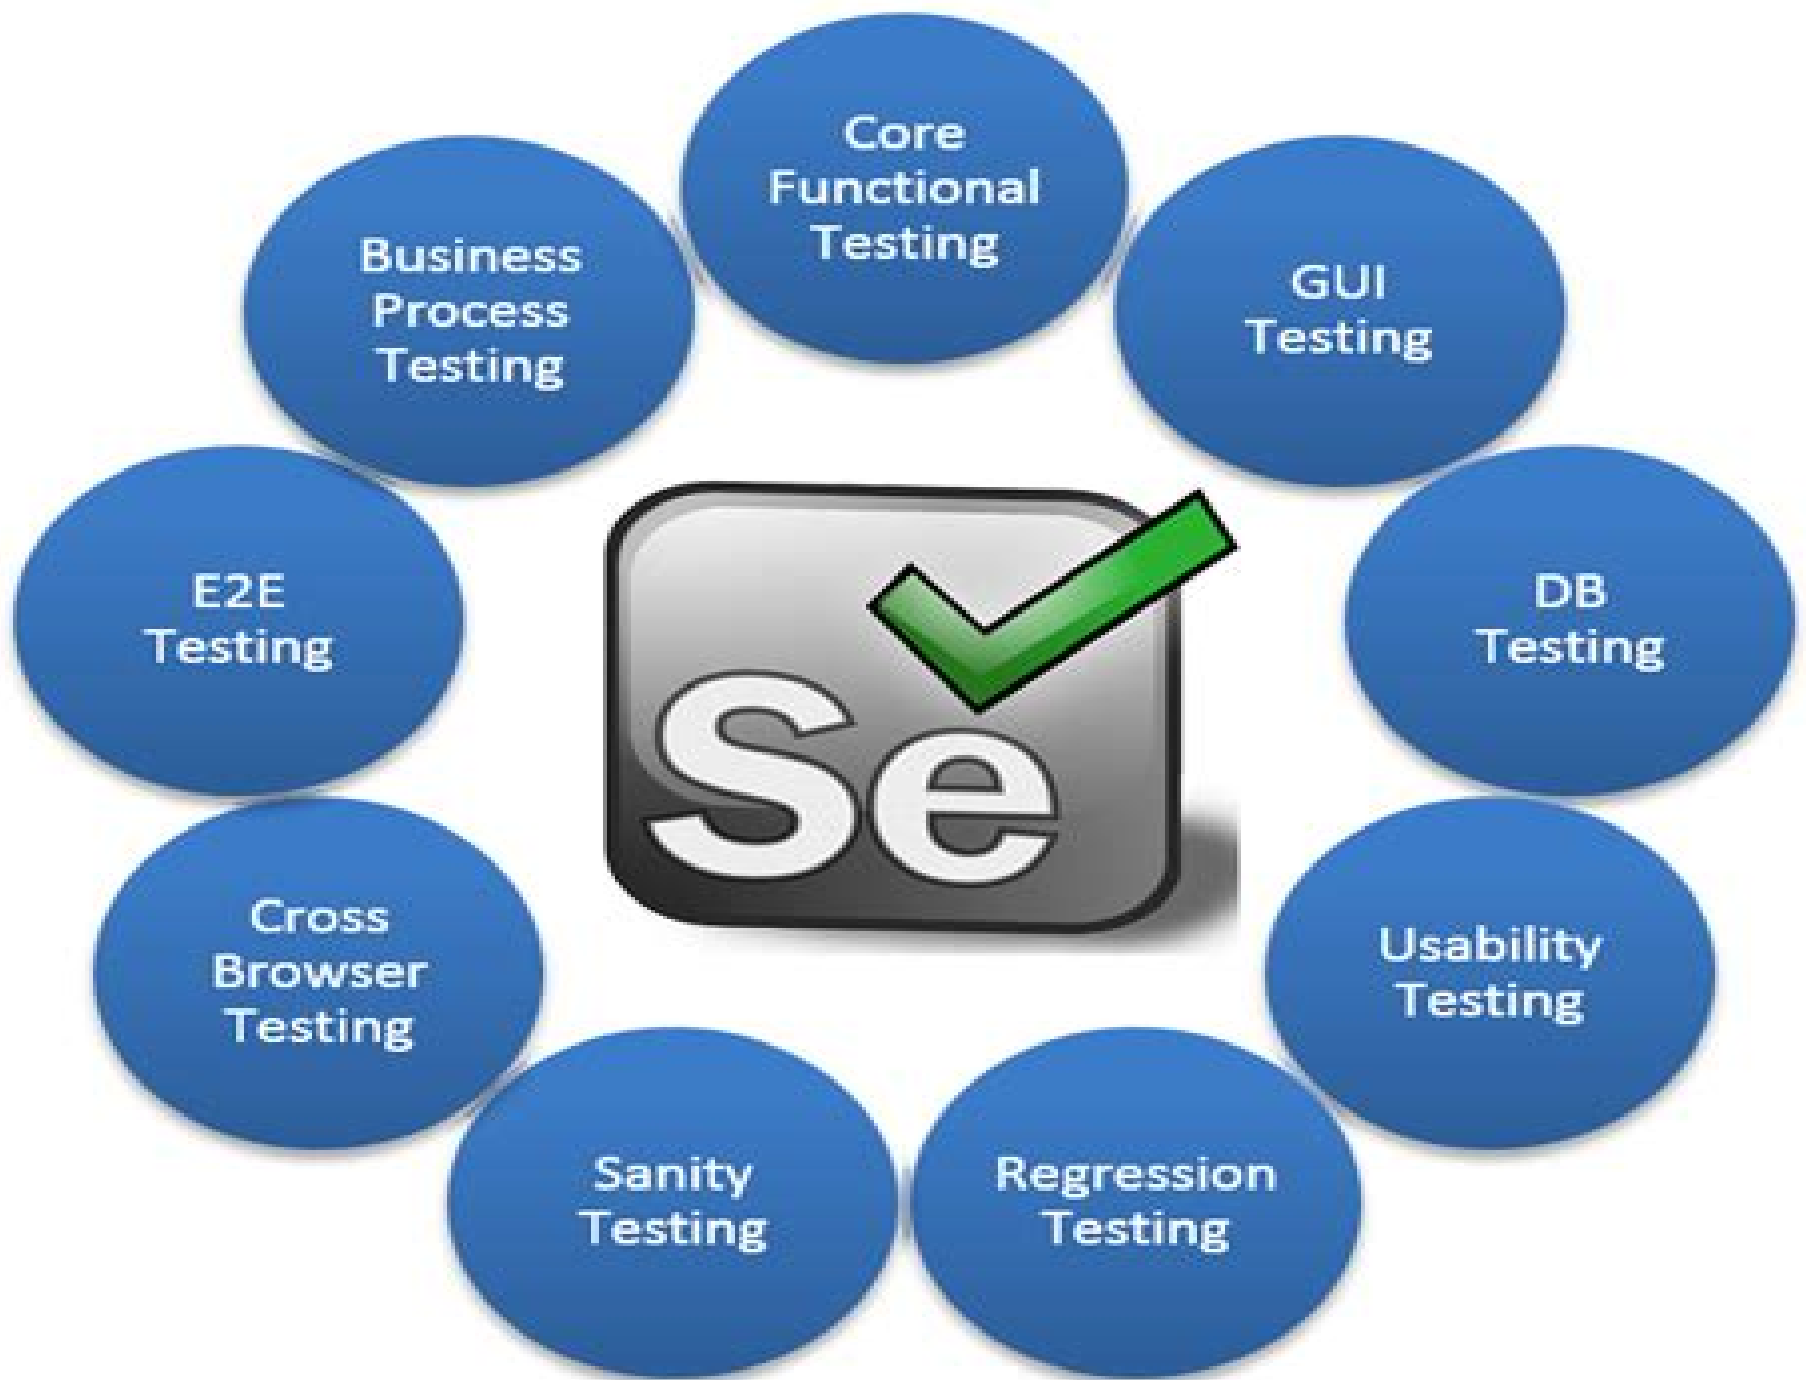 Core
Functional
Testing
GUI
Testing
DB
Testing
Usability
Testing
Regression
Testing
Sanity
Testing
Cross
Browser
Testing
E2E
Testing
Business
Process
Testing
Se